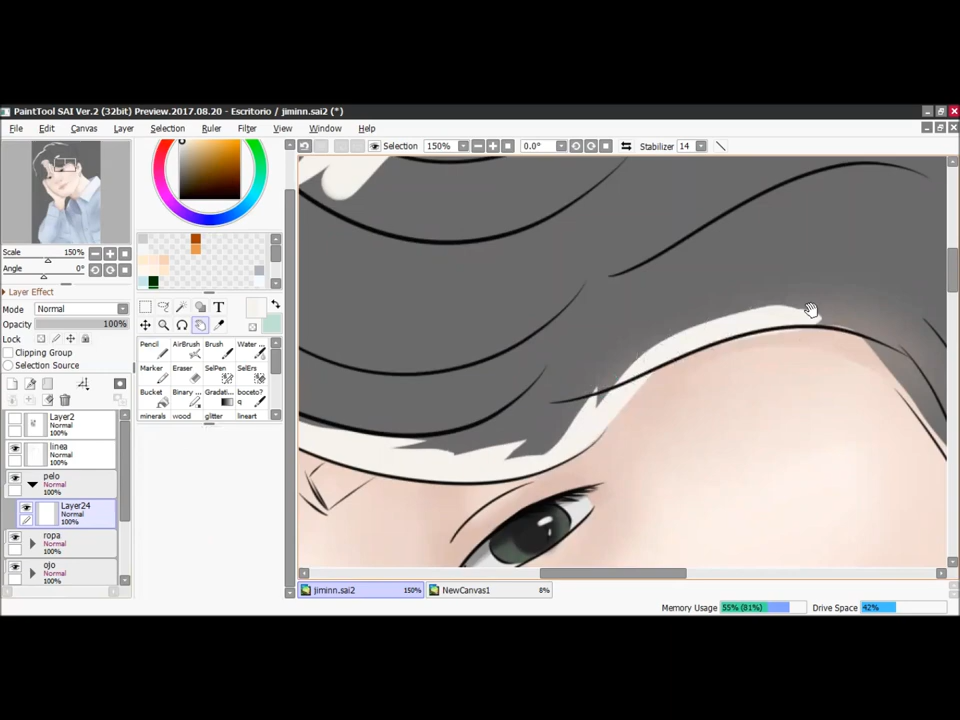 PaintTool SAI Ver.2 (32bit) Preview.2017.08.20 - Escritorio / jiminn.sai2 (*)
File Edit Canvas Layer Selection Ruler Filter View Window Help
Selection 150% 0.0° Stabilizer 14
Scale 150%
Angle 0°
Layer Effect
Mode Normal
Opacity 100%
Lock
Clipping Group
Selection Source
T
Pencil AirBrush Brush Water ...
Marker Eraser SelPen SelErs
Bucket Binary ... Gradati... boceto?
q
minerals wood glitter lineart
Layer2
Normal
100%
linea
Normal
100%
pelo
Normal
100%
Layer24
Normal
100%
ropa
Normal
100%
ojo
Normal
100%
jiminn.sai2 150% NewCanvas1 8%
Memory Usage 55% (81%) Drive Space 42%